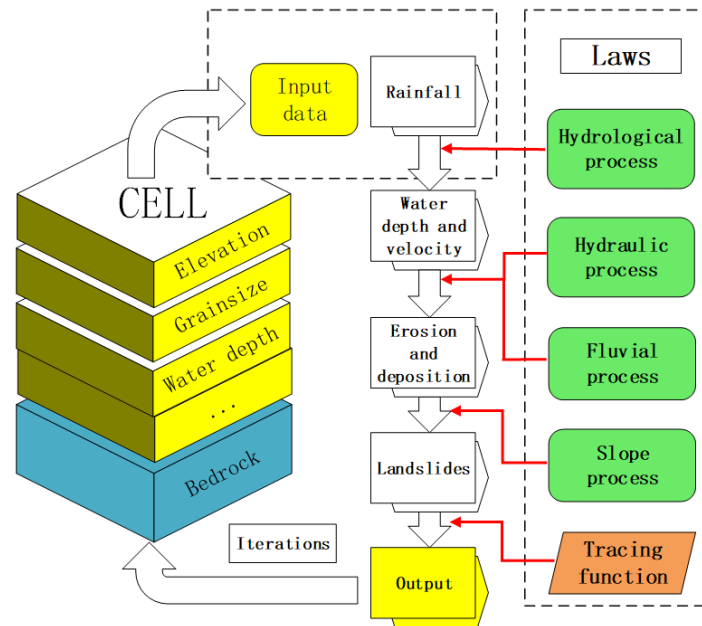 Input
data
Rainfall
Laws
Hydrological
process
CELL
Elevation
Grainsize
Water depth
...
Bedrock
Water
depth and
velocity
Hydraulic
process
Erosion and
deposition
Fluvial
process
Landslides
Slope
process
Iterations
Output
Tracing
function